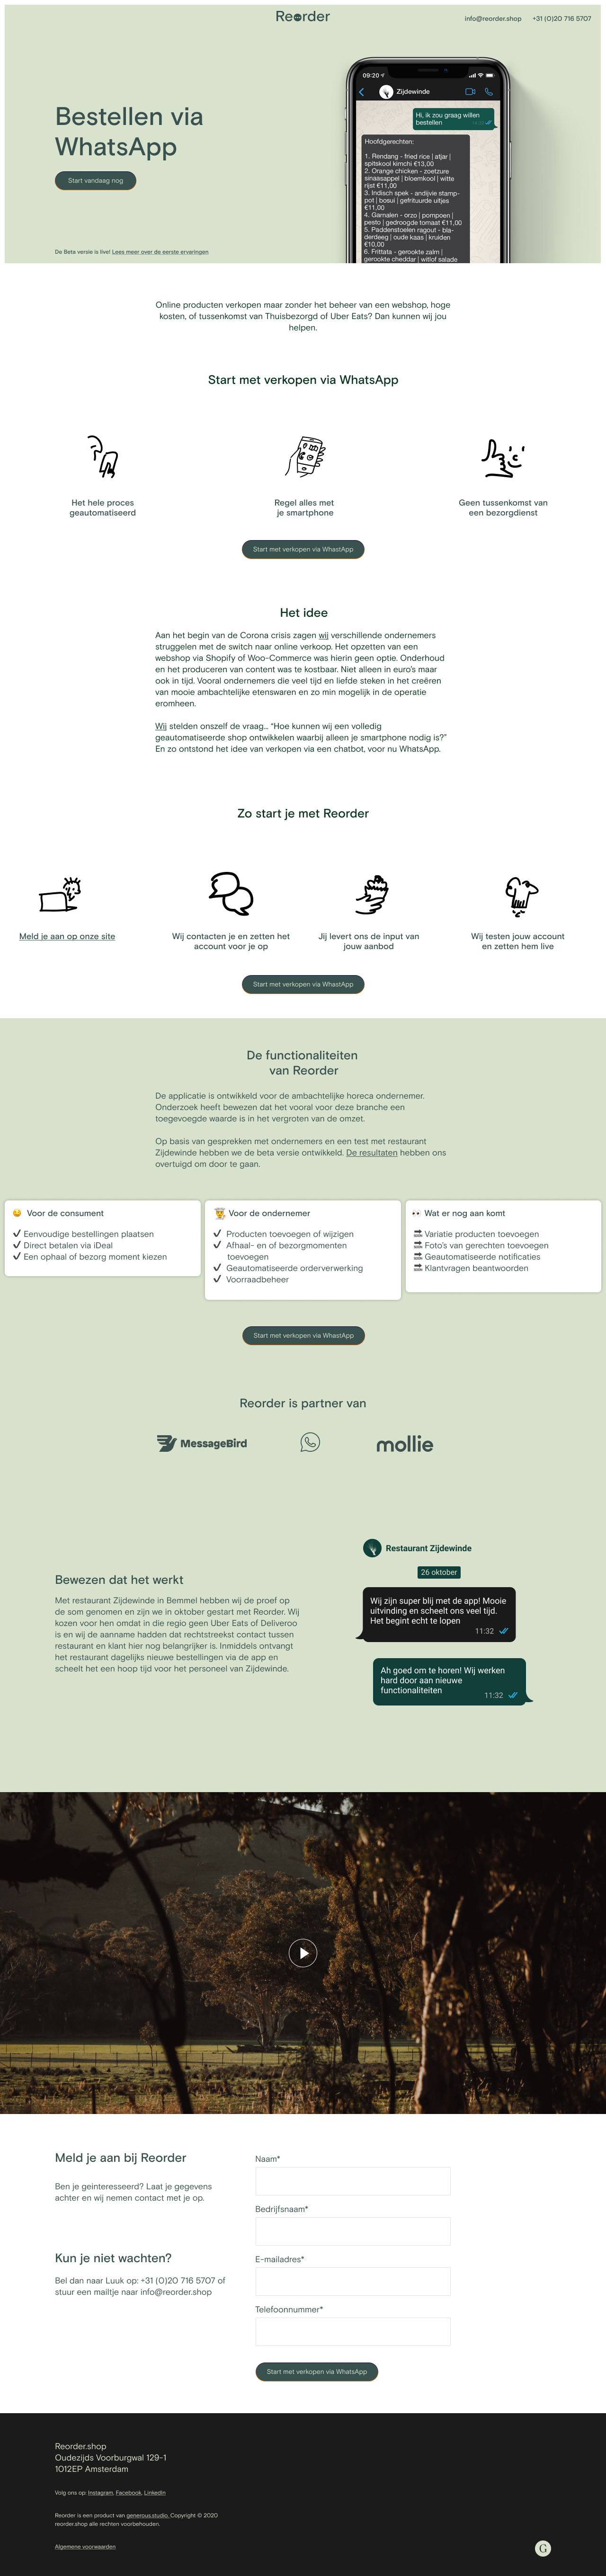 Reorder
info@reorder.shop +31 (0)20 716 5707
Bestellen via
WhatsApp
Start vandaag nog
De Beta versie is live! Lees meer over de eerste ervaringen
09:20
Zijdewinde
Hi, ik zou graag willen
bestellen
Hoofdgerechten:
1. Rendang - fried rice | atjar |
spitskool kimchi €13,00
2. Orange chicken - zoetzure
sinaasappel | bloemkool | witte
rijst €11,00
3. Indisch spek - andijvie stamp-
pot | bosui | gefrituurde uitjes
€11,00
4. Garnalen - orzo | pompoen |
pesto | gedroogde tomaat €11,00
5. Paddenstoelen ragout - bla-
derdeeg | oude kaas | kruiden
€10,00
6. Frittata - gerookte zalm |
gerookte cheddar | witlof salade
Online producten verkopen maar zonder het beheer van een webshop, hoge
kosten, of tussenkomst van Thuisbezorgd of Uber Eats? Dan kunnen wij jou
helpen.
Start met verkopen via WhatsApp
Het hele proces
geautomatiseerd
Regel alles met
je smartphone
Geen tussenkomst van
een bezorgdienst
Start met verkopen via WhastApp
Het idee
Aan het begin van de Corona crisis zagen wij verschillende ondernemers
struggelen met de switch naar online verkoop. Het opzetten van een
webshop via Shopify of Woo-Commerce was hierin geen optie. Onderhoud
en het produceren van content was te kostbaar. Niet alleen in euro's maar
ook in tijd. Vooral ondernemers die veel tijd en liefde steken in het creëren
van mooie ambachtelijke etenswaren en zo min mogelijk in de operatie
eromheen.
Wij stelden onszelf de vraag... “Hoe kunnen wij een volledig
geautomatiseerde shop ontwikkelen waarbij alleen je smartphone nodig is?”
En zo ontstond het idee van verkopen via een chatbot, voor nu WhatsApp.
Zo start je met Reorder
Meld je aan op onze site
Wij contacten je en zetten het
account voor je op
Jij levert ons de input van
jouw aanbod
Wij testen jouw account
en zetten hem live
Start met verkopen via WhastApp
De functionaliteiten
van Reorder
De applicatie is ontwikkeld voor de ambachtelijke horeca ondernemer.
Onderzoek heeft bewezen dat het vooral voor deze branche een
toegevoegde waarde is in het vergroten van de omzet.
Op basis van gesprekken met ondernemers en een test met restaurant
Zijdewinde hebben we de beta versie ontwikkeld. De resultaten hebben ons
overtuigd om door te gaan.
Voor de consument
Eenvoudige bestellingen plaatsen
Direct betalen via iDeal
Een ophaal of bezorg moment kiezen
Voor de ondernemer
Producten toevoegen of wijzigen
Afhaal- en of bezorgmomenten
toevoegen
Geautomatiseerde orderverwerking
Voorraadbeheer
Wat er nog aan komt
Variatie producten toevoegen
Foto's van gerechten toevoegen
Geautomatiseerde notificaties
Klantvragen beantwoorden
Start met verkopen via WhastApp
Reorder is partner van
MessageBird
mollie
Bewezen dat het werkt
Met restaurant Zijdewinde in Bemmel hebben wij de proef op
de som genomen en zijn we in oktober gestart met Reorder. Wij
kozen voor hen omdat in die regio geen Uber Eats of Deliveroo
is en wij de aanname hadden dat rechtstreekst contact tussen
restaurant en klant hier nog belangrijker is. Inmiddels ontvangt
het restaurant dagelijks nieuwe bestellingen via de app en
scheelt het een hoop tijd voor het personeel van Zijdewinde.
Restaurant Zijdewinde
26 oktober
Wij zijn super blij met de app! Mooie
uitvinding en scheelt ons veel tijd.
Het begint echt te lopen
11:32
Ah goed om te horen! Wij werken
hard door aan nieuwe
functionaliteiten
11:32
Meld je aan bij Reorder
Ben je geinteresseerd? Laat je gegevens
achter en wij nemen contact met je op.
Kun je niet wachten?
Bel dan naar Luuk op: +31 (0)20 716 5707 of
stuur een mailtje naar info@reorder.shop
Naam*
Bedrijfsnaam*
E-mailadres*
Telefoonnummer*
Start met verkopen via WhatsApp
Reorder.shop
Oudezijds Voorburgwal 129-1
1012EP Amsterdam
Volg ons op: Instagram, Facebook, LinkedIn
Reorder is een product van generous.studio. Copyright © 2020
reorder.shop alle rechten voorbehouden.
Algemene voorwaarden
G